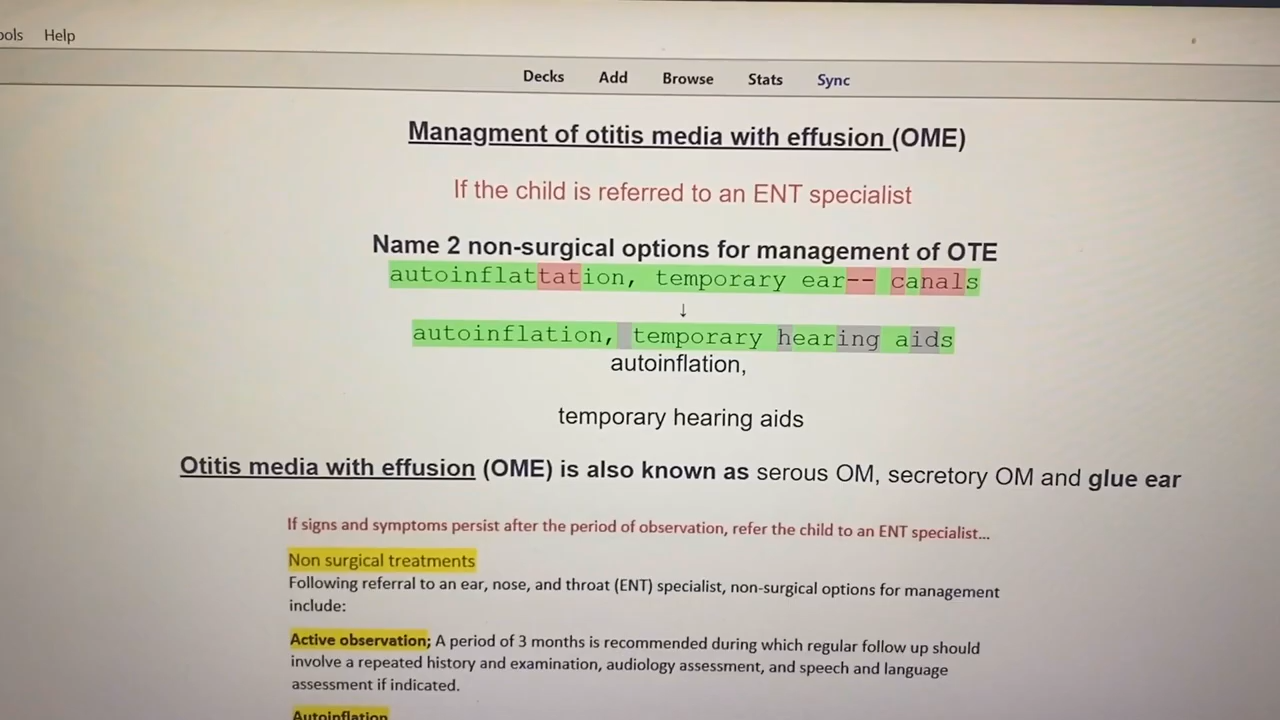 ools Help
Decks Add Browse Stats Sync
Managment of otitis media with effusion (OME)
If the child is referred to an ENT specialist
Name 2 non-surgical options for management of OTE
autoinflattation, temporary ear-- canals
↓
autoinflation, temporary hearing aids
autoinflation,
temporary hearing aids
Otitis media with effusion (OME) is also known as serous OM, secretory OM and glue ear
If signs and symptoms persist after the period of observation, refer the child to an ENT specialist...
Non surgical treatments
Following referral to an ear, nose, and throat (ENT) specialist, non-surgical options for management
include:
Active observation; A period of 3 months is recommended during which regular follow up should
involve a repeated history and examination, audiology assessment, and speech and language
assessment if indicated.
Autoinflation